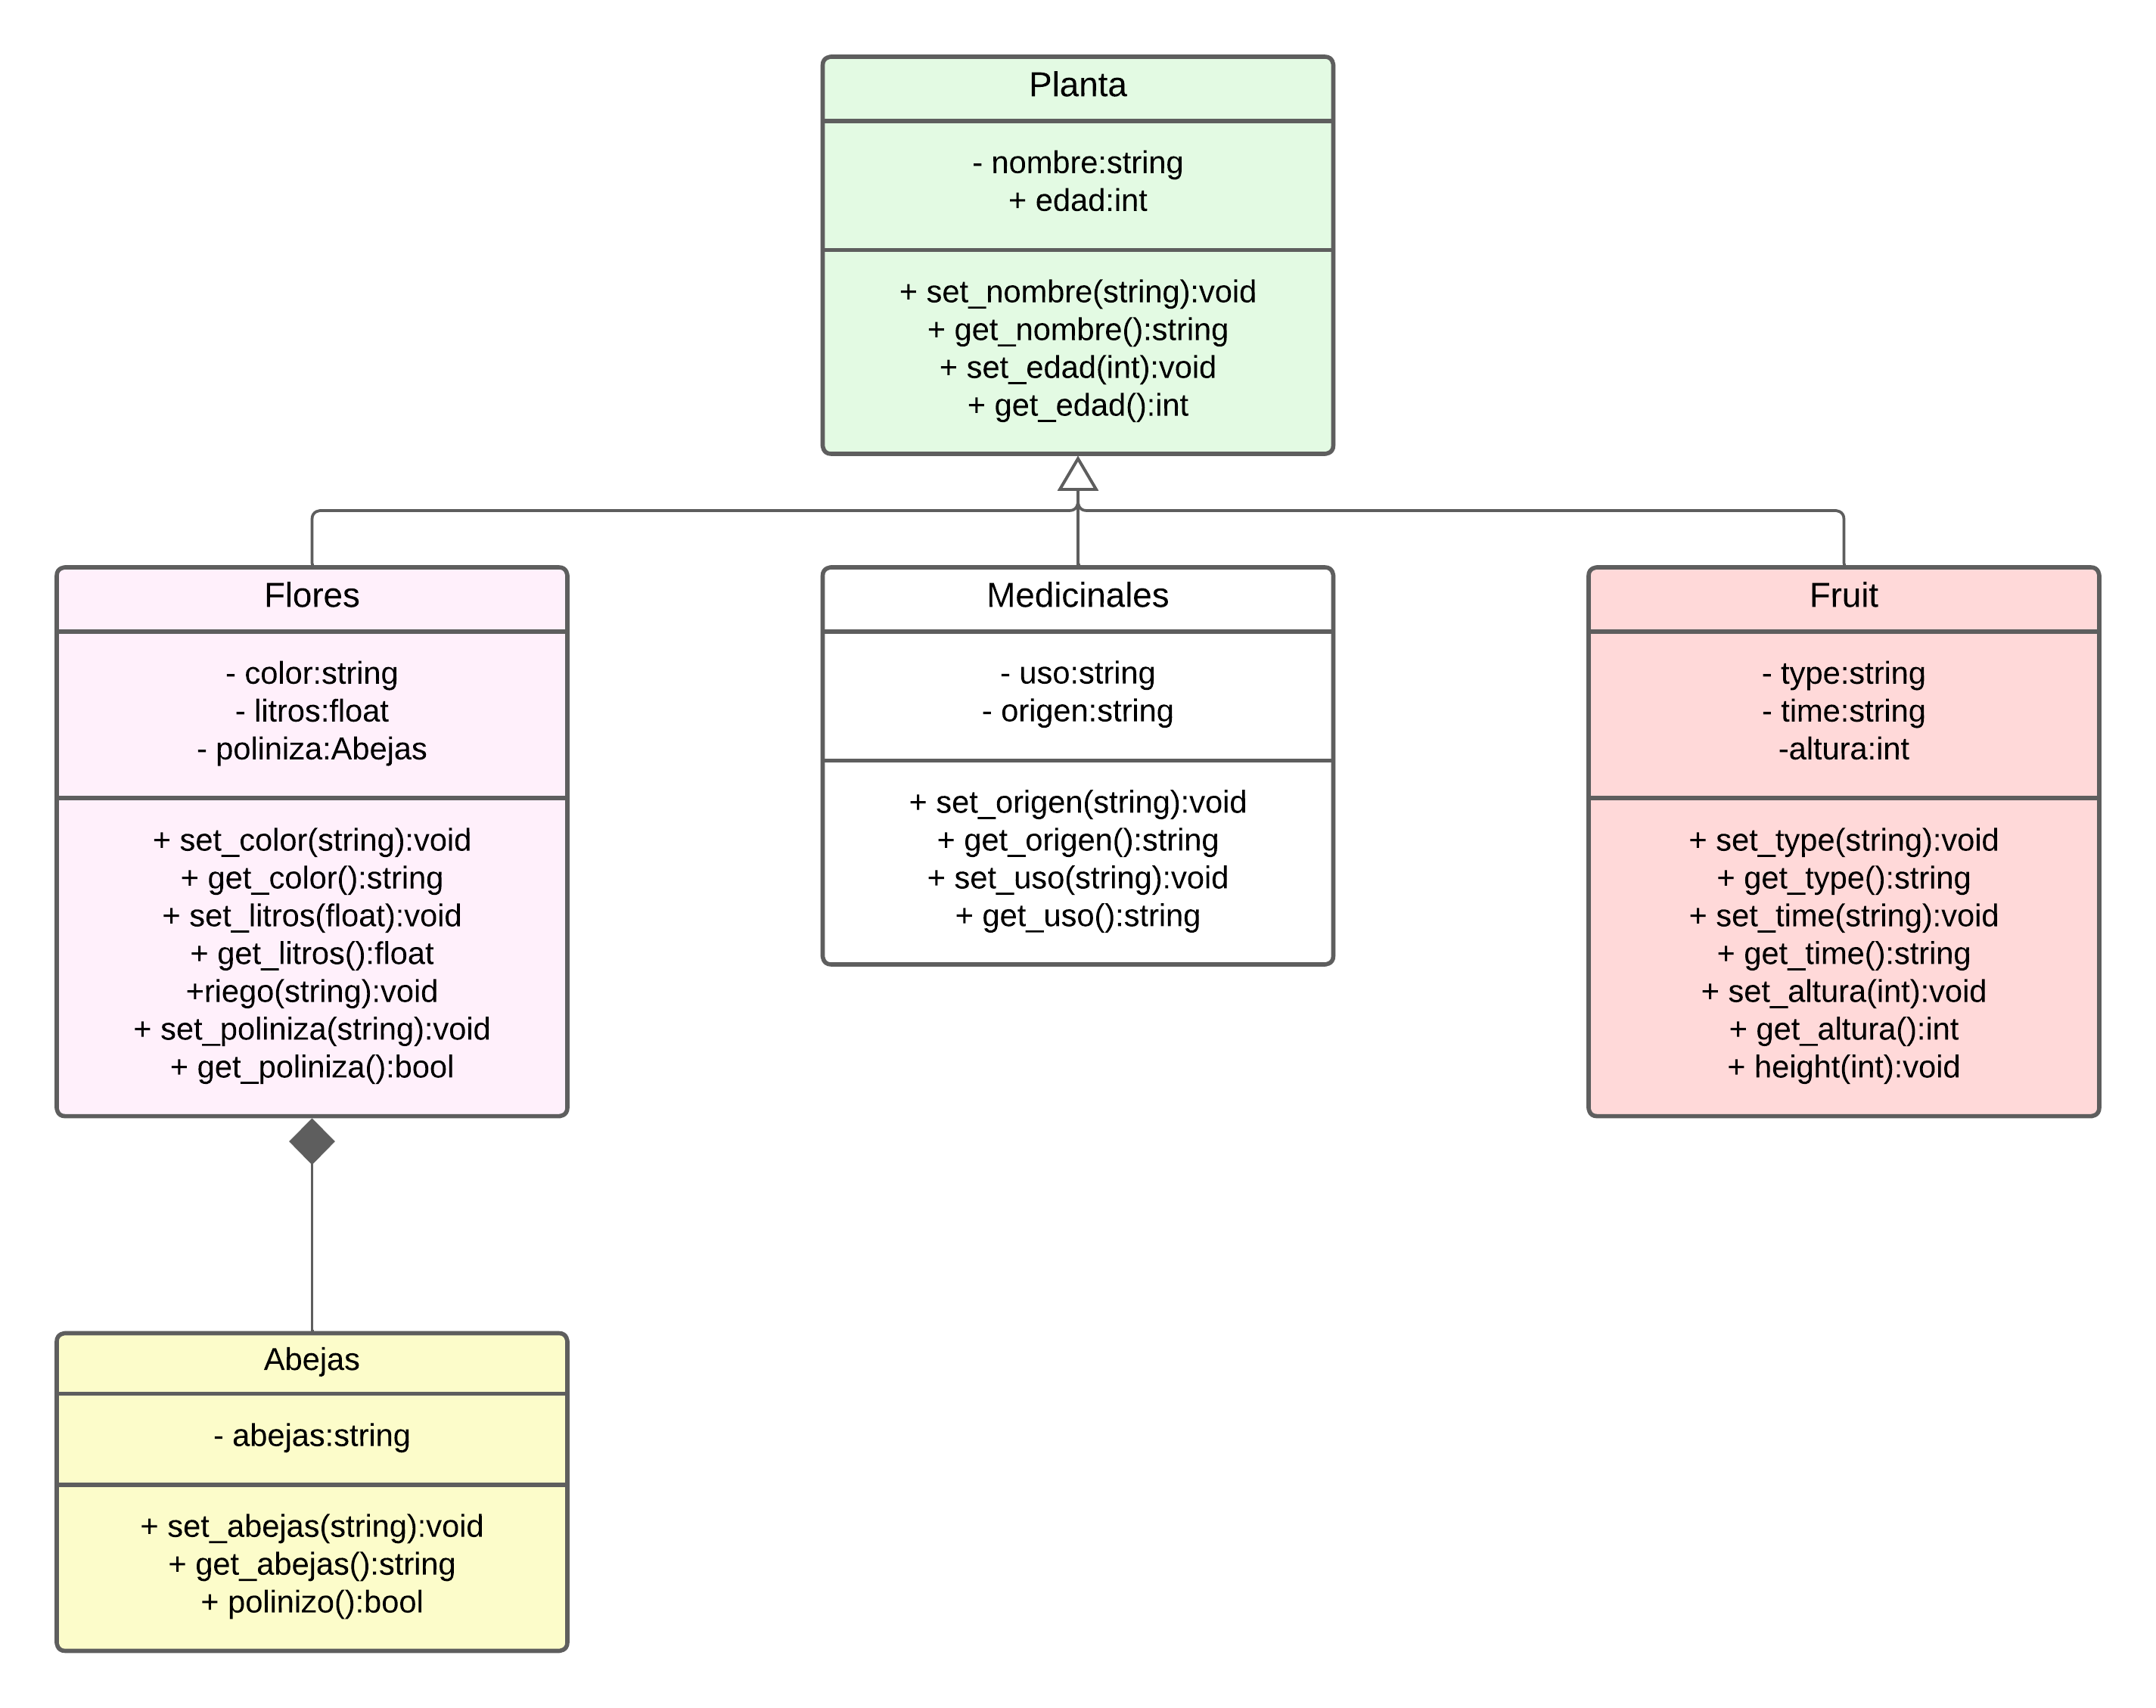 Planta
- nombre:string
+ edad:int
+ set_nombre(string):void
+ get_nombre():string
+ set_edad(int):void
+ get_edad():int
Flores
- color:string
- litros:float
- poliniza:Abejas
+ set_color(string):void
+ get_color():string
+ set_litros(float):void
+ get_litros():float
+riego(string):void
+ set_poliniza(string):void
+ get_poliniza():bool
Medicinales
- uso:string
- origen:string
+ set_origen(string):void
+ get_origen():string
+ set_uso(string):void
+ get_uso():string
Fruit
- type:string
- time:string
-altura:int
+ set_type(string):void
+ get_type():string
+ set_time(string):void
+ get_time():string
+ set_altura(int):void
+ get_altura():int
+ height(int):void
Abejas
- abejas:string
+ set_abejas(string):void
+ get_abejas():string
+ polinizo():bool